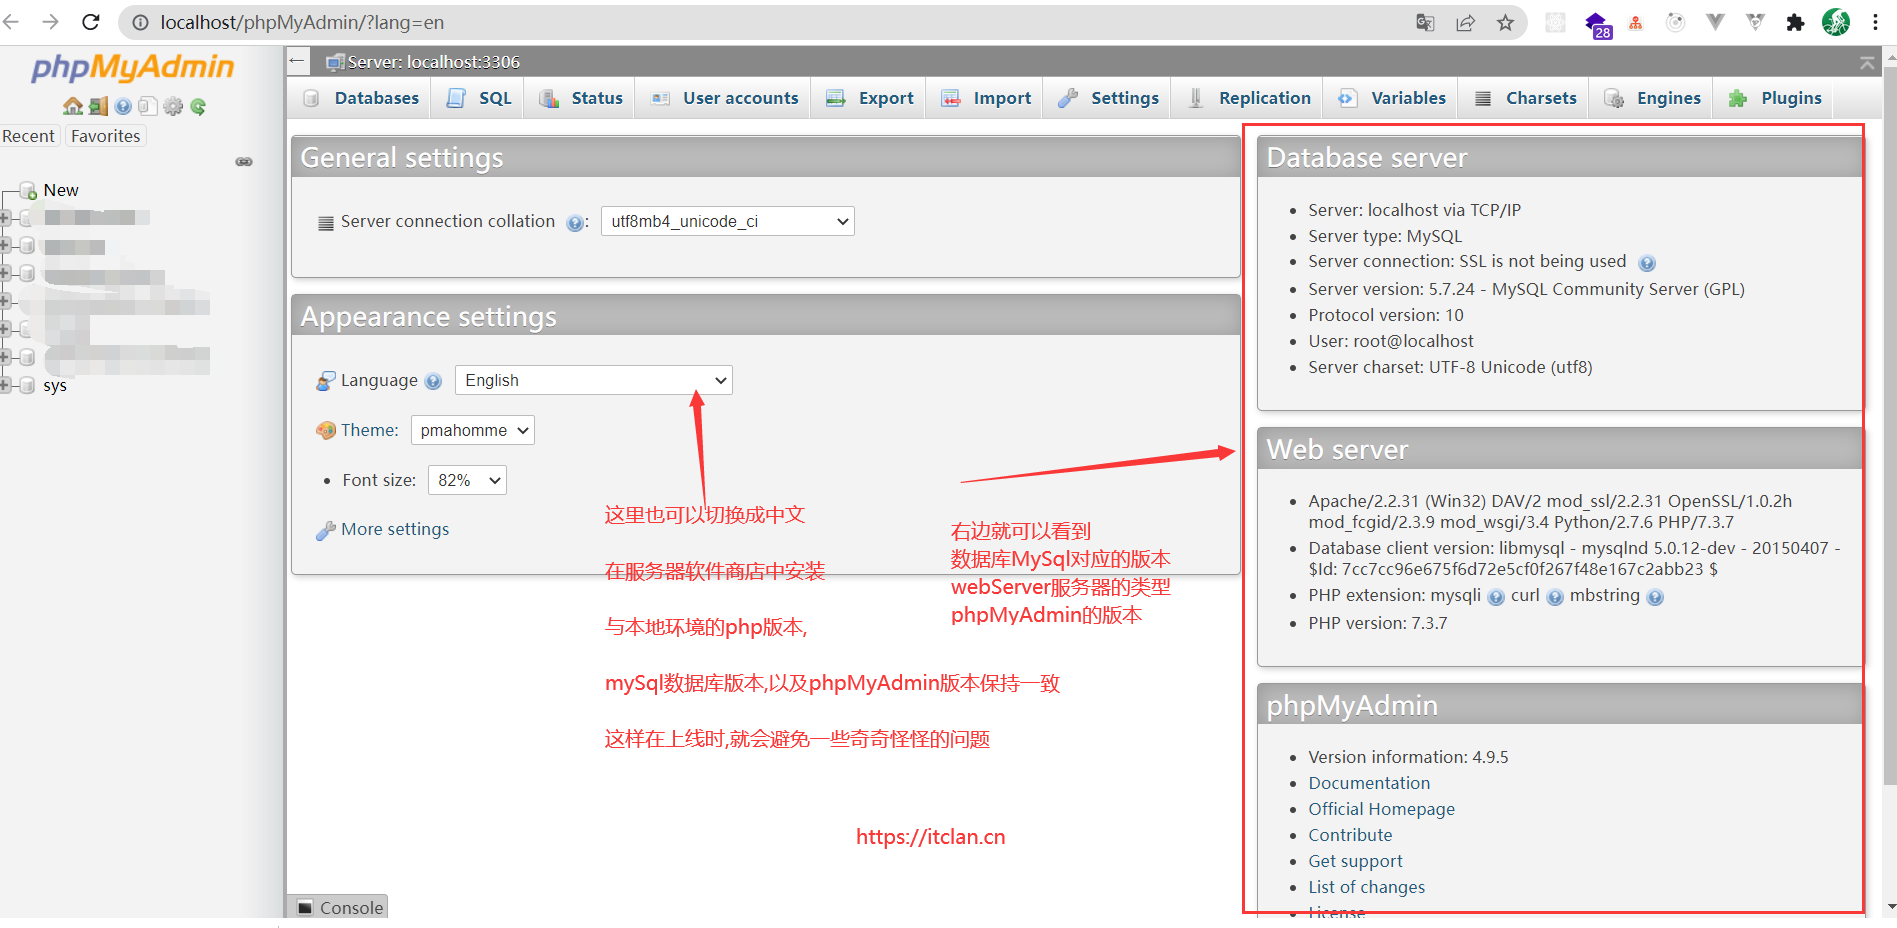 localhost/phpMyAdmin/?lang=en
28
phpMyAdmin
Recent
Favorites
New
sys
Server: localhost:3306
Databases
SQL
Status
User accounts
Export
Import
Settings
Replication
Variables
Charsets
Engines
Plugins
General settings
Server connection collation :
utf8mb4_unicode_ci
Appearance settings
Language
English
Theme:
pmahomme
Font size:
82%
More settings
这里也可以切换成中文
在服务器软件商店中安装
与本地环境的php版本,
mySql数据库版本,以及phpMyAdmin版本保持一致
这样在上线时,就会避免一些奇奇怪怪的问题
右边就可以看到
数据库MySql对应的版本
webServer服务器的类型
phpMyAdmin的版本
https://itclan.cn
Console
Database server
Server: localhost via TCP/IP
Server type: MySQL
Server connection: SSL is not being used
Server version: 5.7.24 - MySQL Community Server (GPL)
Protocol version: 10
User: root@localhost
Server charset: UTF-8 Unicode (utf8)
Web server
Apache/2.2.31 (Win32) DAV/2 mod_ssl/2.2.31 OpenSSL/1.0.2h
mod_fcgid/2.3.9 mod_wsgi/3.4 Python/2.7.6 PHP/7.3.7
Database client version: libmysql - mysqlnd 5.0.12-dev - 20150407 -
$Id: 7cc7cc96e675f6d72e5cf0f267f48e167c2abb23 $
PHP extension: mysqli curl mbstring
PHP version: 7.3.7
phpMyAdmin
Version information: 4.9.5
Documentation
Official Homepage
Contribute
Get support
List of changes
License